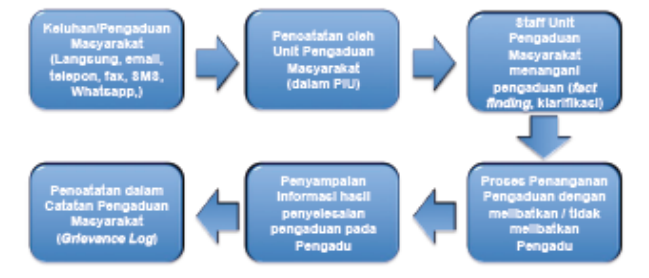 Keluhan/Pengaduan
Masyarakat
(Langsung, email,
telepon, fax, SMS,
Whatsapp,)
Pencatatan oleh
Unit Pengaduan
Masyarakat
(dalam PIU)
Staff Unit
Pengaduan
Masyarakat
menangani
pengaduan (fact
finding, klarifikasi)
Proses Penanganan
Pengaduan dengan
melibatkan / tidak
melibatkan
Pengadu
Penyampaian
Informasi hasil
penyelesaian
pengaduan pada
Pengadu
Pencatatan dalam
Catatan Pengaduan
Masyarakat
(Grievance Log)